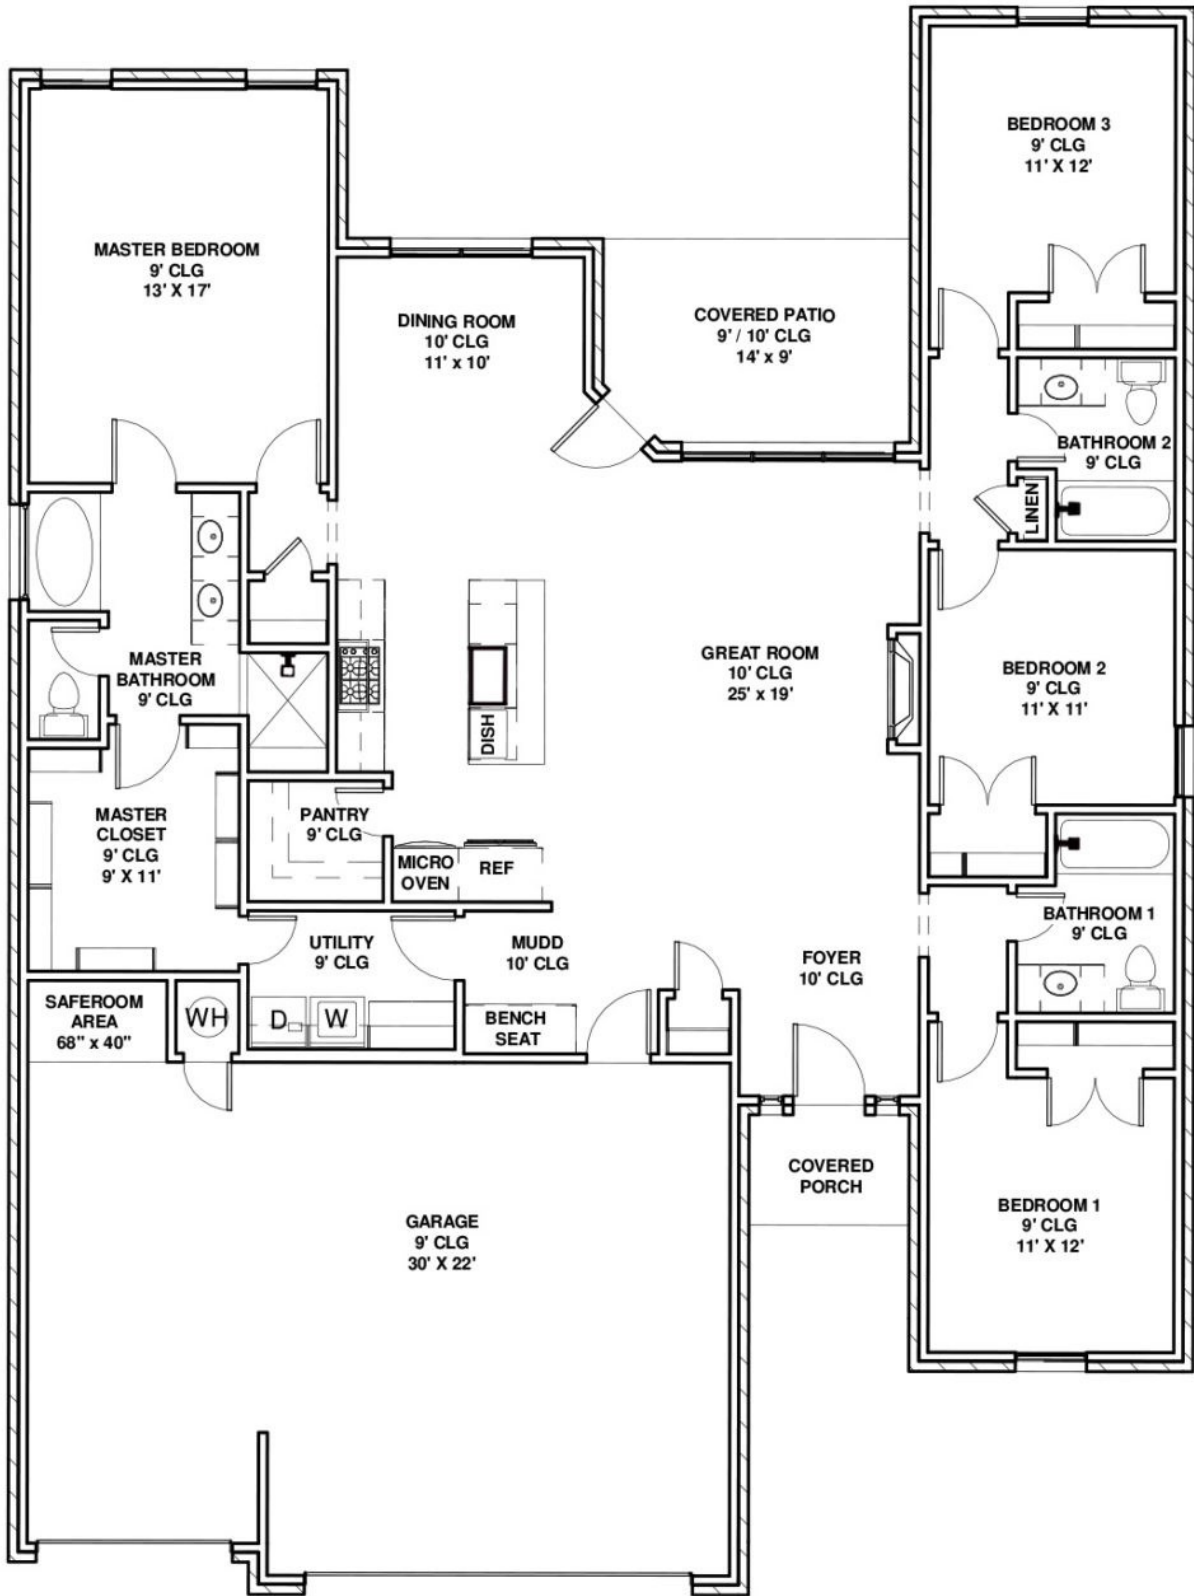 BEDROOM 3
9' CLG
11' X 12'
MASTER BEDROOM
9' CLG
13' X 17'
DINING ROOM
10' CLG
11' x 10'
COVERED PATIO
9' / 10' CLG
14' x 9'
BATHROOM 2
9' CLG
LINEN
MASTER
BATHROOM
9' CLG
GREAT ROOM
10' CLG
25' x 19'
BEDROOM 2
9' CLG
11' X 11'
DISH
MASTER
CLOSET
9' CLG
9' X 11'
PANTRY
9' CLG
MICRO
OVEN
REF
UTILITY
9' CLG
MUDD
10' CLG
FOYER
10' CLG
BATHROOM 1
9' CLG
SAFEROOM
AREA
68" x 40"
WH
D
W
BENCH
SEAT
COVERED
PORCH
GARAGE
9' CLG
30' X 22'
BEDROOM 1
9' CLG
11' X 12'